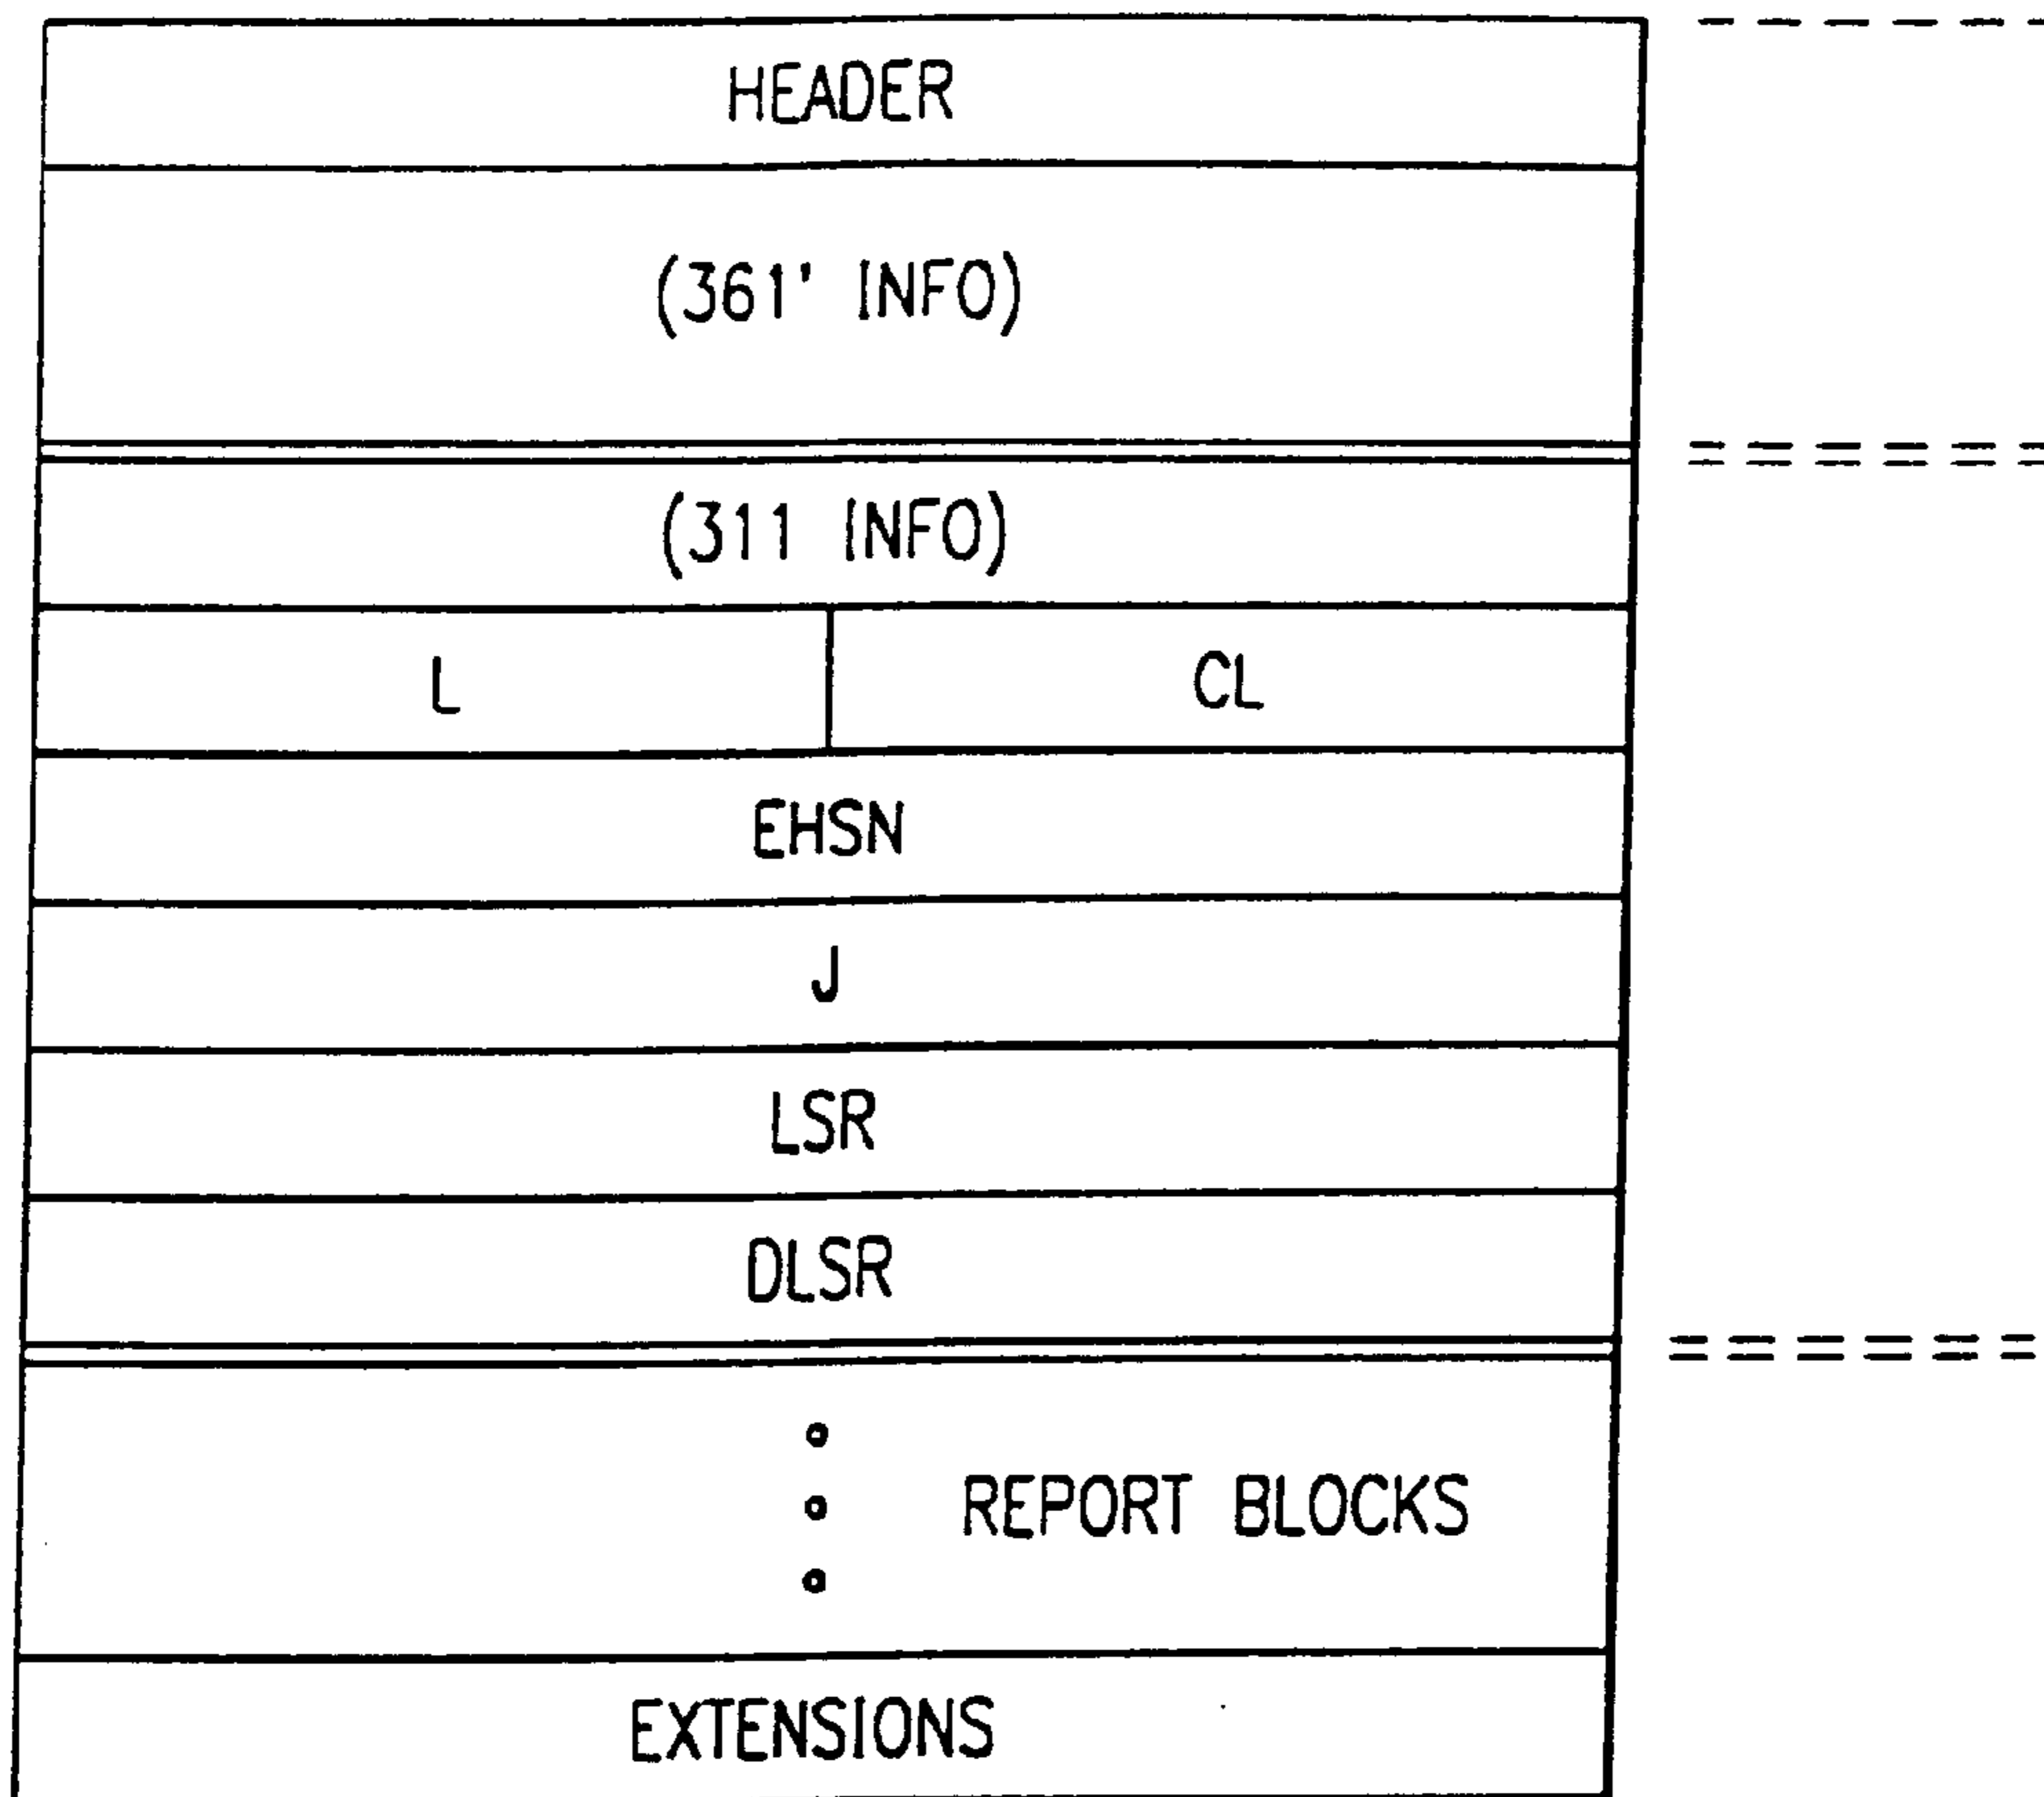 HEADER
(361' INFO)
(311 INFO)
L CL
EHSN
J
LSR
DLSR
REPORT BLOCKS
EXTENSIONS